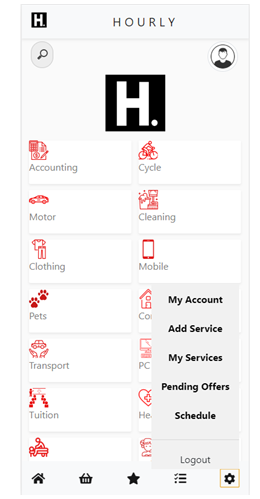 H.
HOURLY
H.
Accounting
Cycle
Motor
Cleaning
Clothing
Mobile
Pets
Transport
PC
Tuition
My Account
Add Service
My Services
Pending Offers
Schedule
Logout